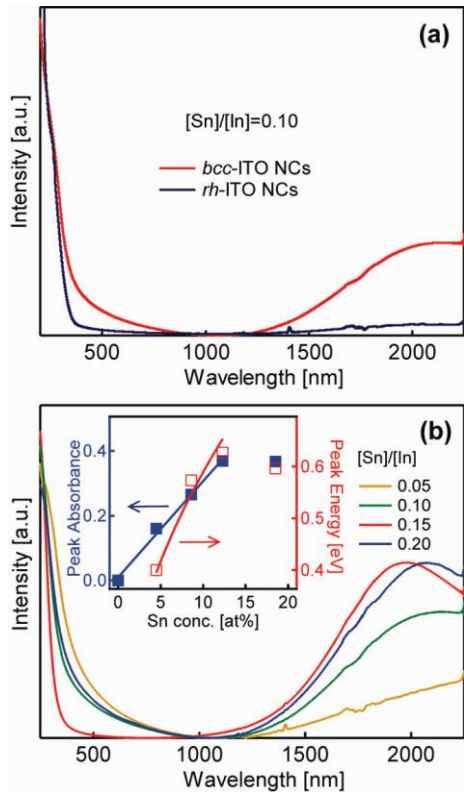 (a)
[Sn]/[In]=0.10
bcc-ITO NCs
rh-ITO NCs
Intensity [a.u.]
500 1000 1500 2000
Wavelength [nm]
(b)
[Sn]/[In]
0.05
0.10
0.15
0.20
Peak Absorbance
0.4
0.2
0.0
Peak Energy [eV]
0.6
0.5
0.4
0 5 10 15 20
Sn conc. [at%]
Intensity [a.u.]
500 1000 1500 2000
Wavelength [nm]